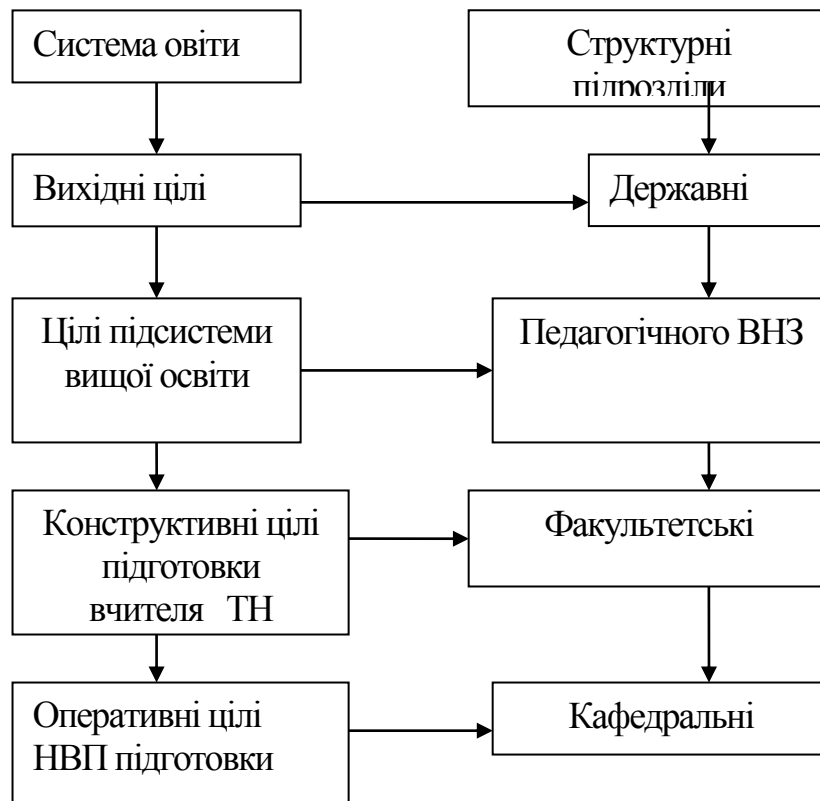 Система овіти
Структурні
підрозділи
Вихідні цілі
Державні
Цілі підсистеми
вищої освіти
Педагогічного ВНЗ
Конструктивні цілі
підготовки
вчителя ТН
Факультетські
Оперативні цілі
НВП підготовки
Кафедральні